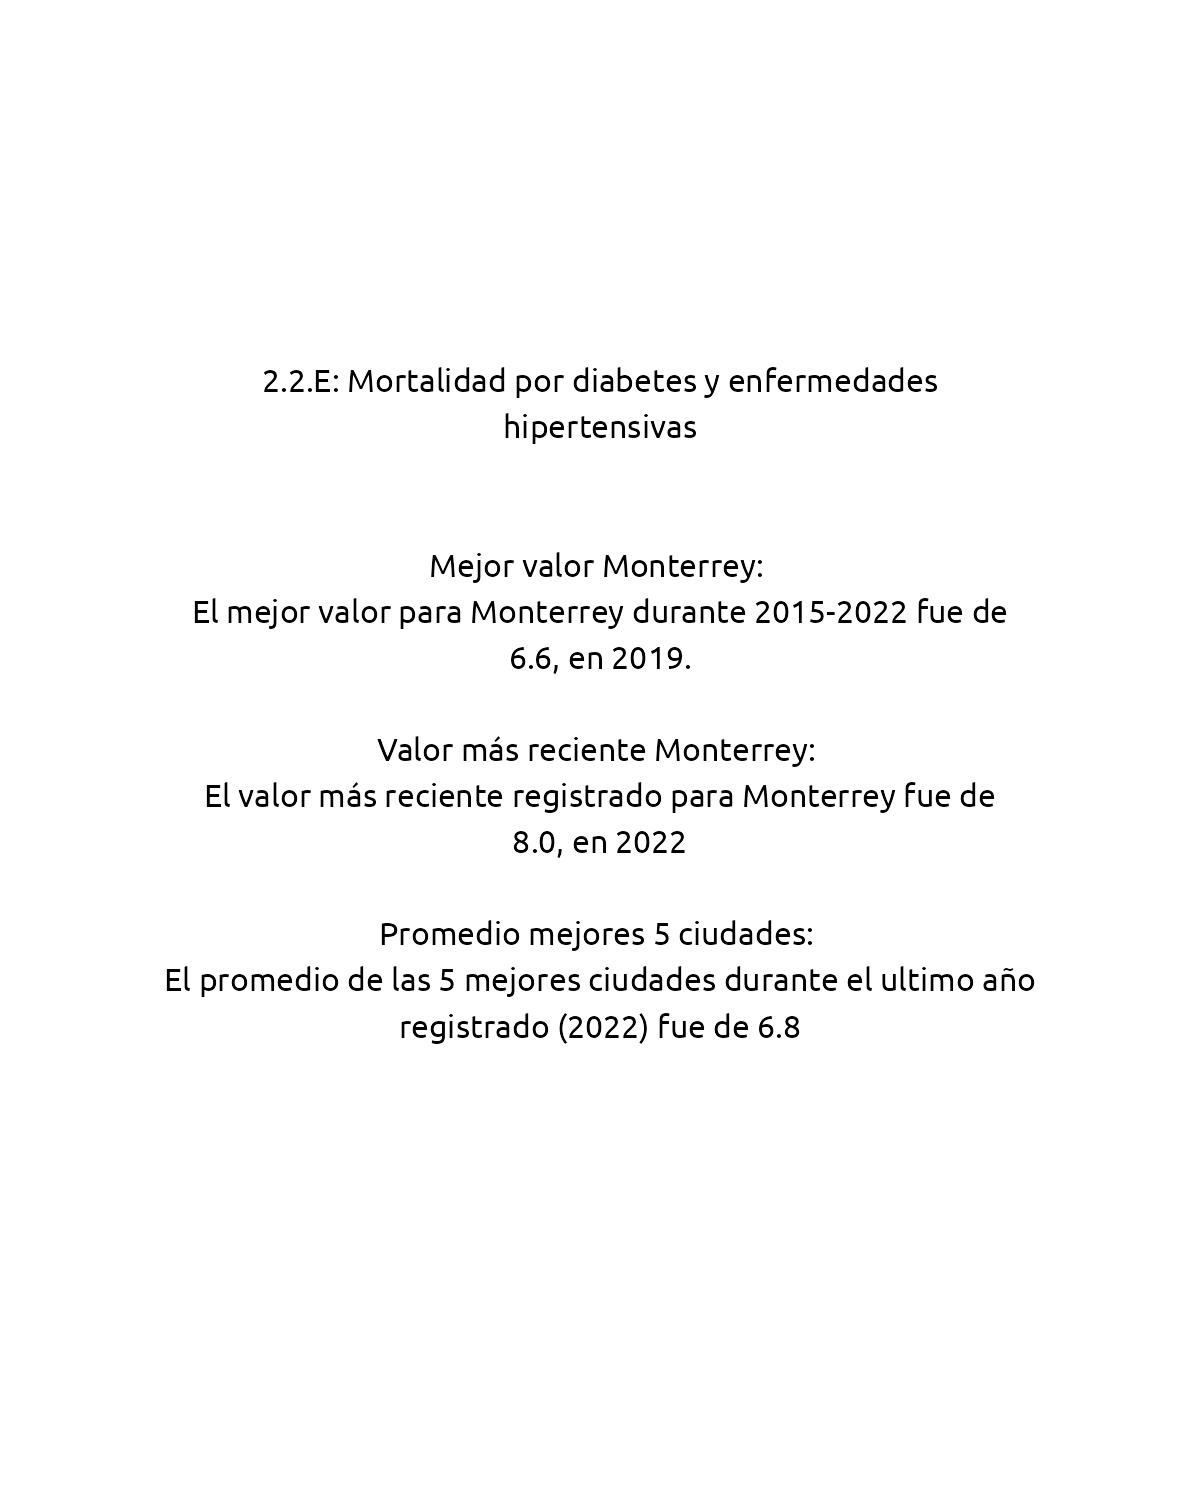 2.2.E: Mortalidad por diabetes y enfermedades
hipertensivas
Mejor valor Monterrey:
El mejor valor para Monterrey durante 2015-2022 fue de
6.6, en 2019.
Valor más reciente Monterrey:
El valor más reciente registrado para Monterrey fue de
8.0, en 2022
Promedio mejores 5 ciudades:
El promedio de las 5 mejores ciudades durante el ultimo año
registrado (2022) fue de 6.8